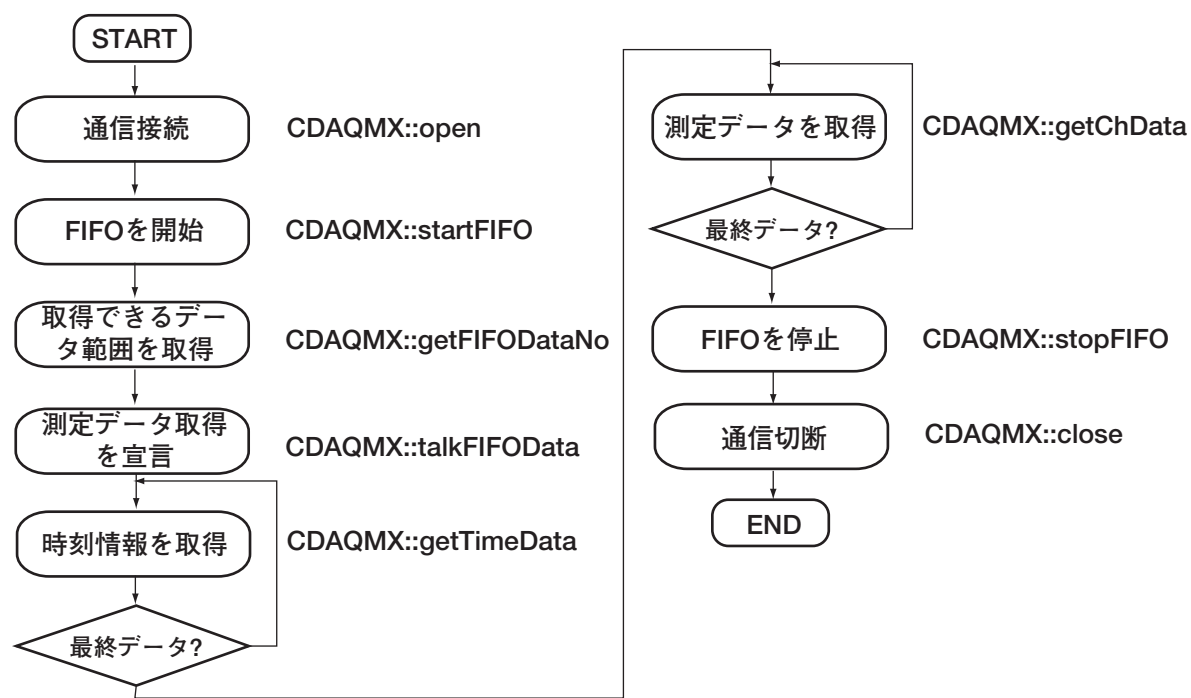 START
通信接続
CDAQMX::open
FIFOを開始
CDAQMX::startFIFO
取得できるデー
タ範囲を取得
CDAQMX::getFIFODataNo
測定データ取得
を宣言
CDAQMX::talkFIFOData
時刻情報を取得
CDAQMX::getTimeData
最終データ?
測定データを取得
CDAQMX::getChData
最終データ?
FIFOを停止
CDAQMX::stopFIFO
通信切断
CDAQMX::close
END